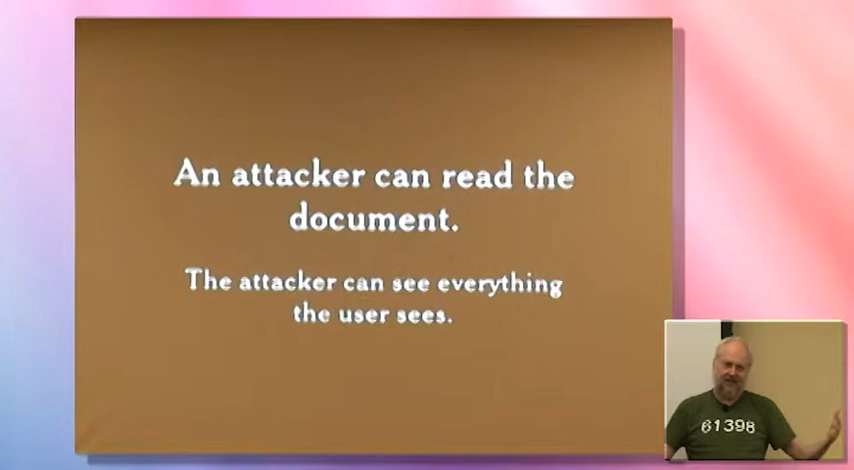 An attacker can read the
document.
The attacker can see everything
the user sees.
61398